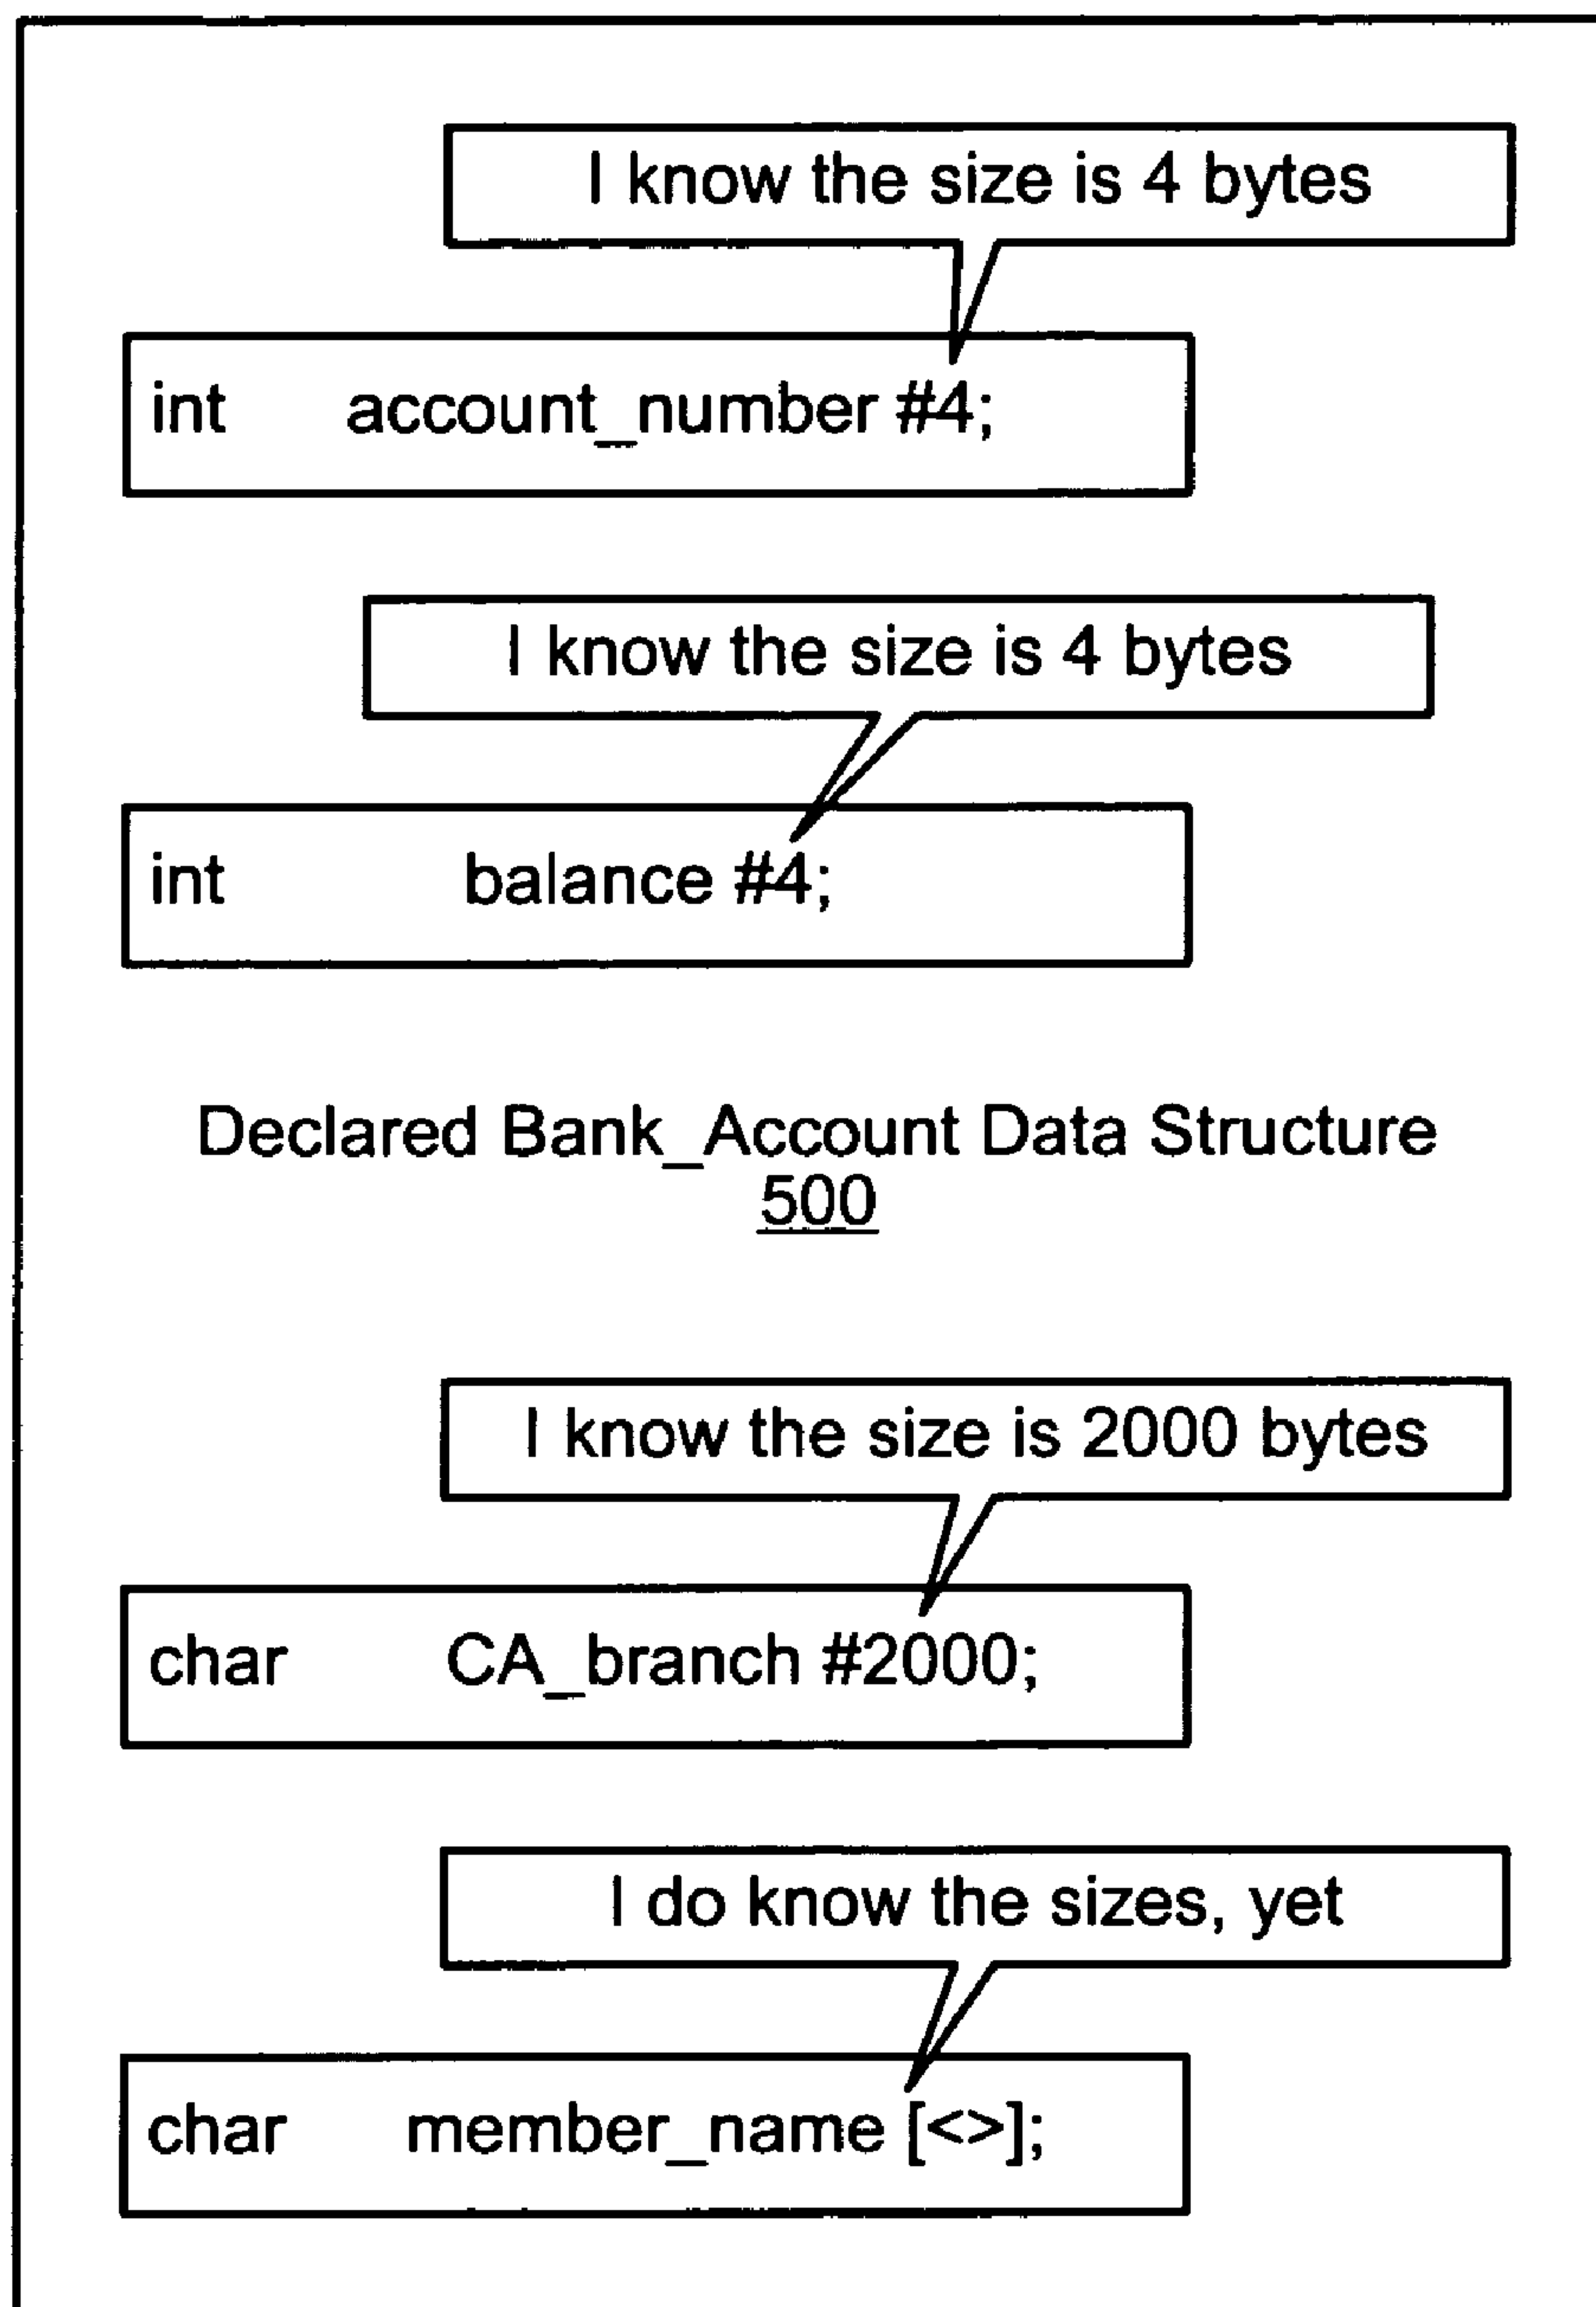 I know the size is 4 bytes
int account_number #4;
I know the size is 4 bytes
int balance #4;
Declared Bank_Account Data Structure
500
I know the size is 2000 bytes
char CA_branch #2000;
I do know the sizes, yet
char member_name [<>];